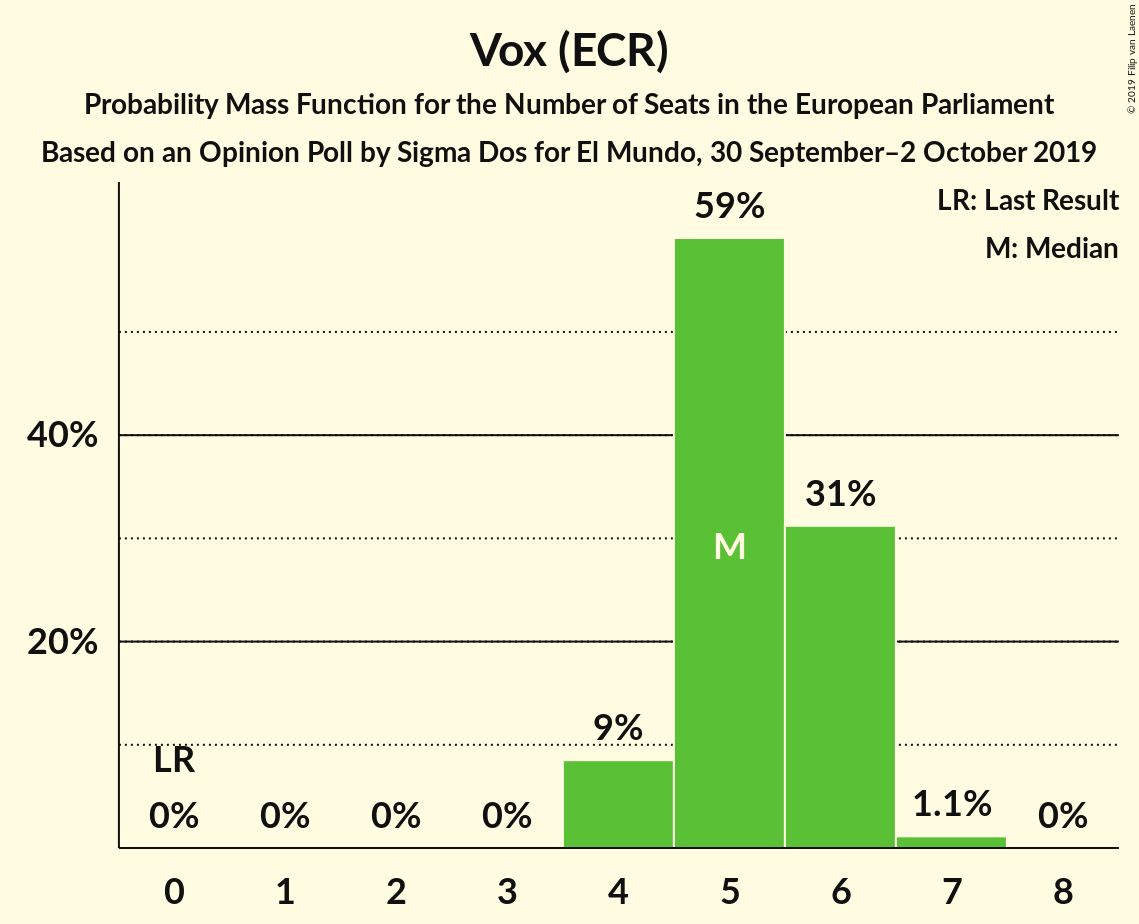 Vox (ECR)
Probability Mass Function for the Number of Seats in the European Parliament
Based on an Opinion Poll by Sigma Dos for El Mundo, 30 September–2 October 2019
© 2019 Filip van Laenen
LR: Last Result
M: Median
59%
40%
31%
M
20%
9%
LR
1.1%
0% 0% 0% 0% 0%
0 1 2 3 4 5 6 7 8